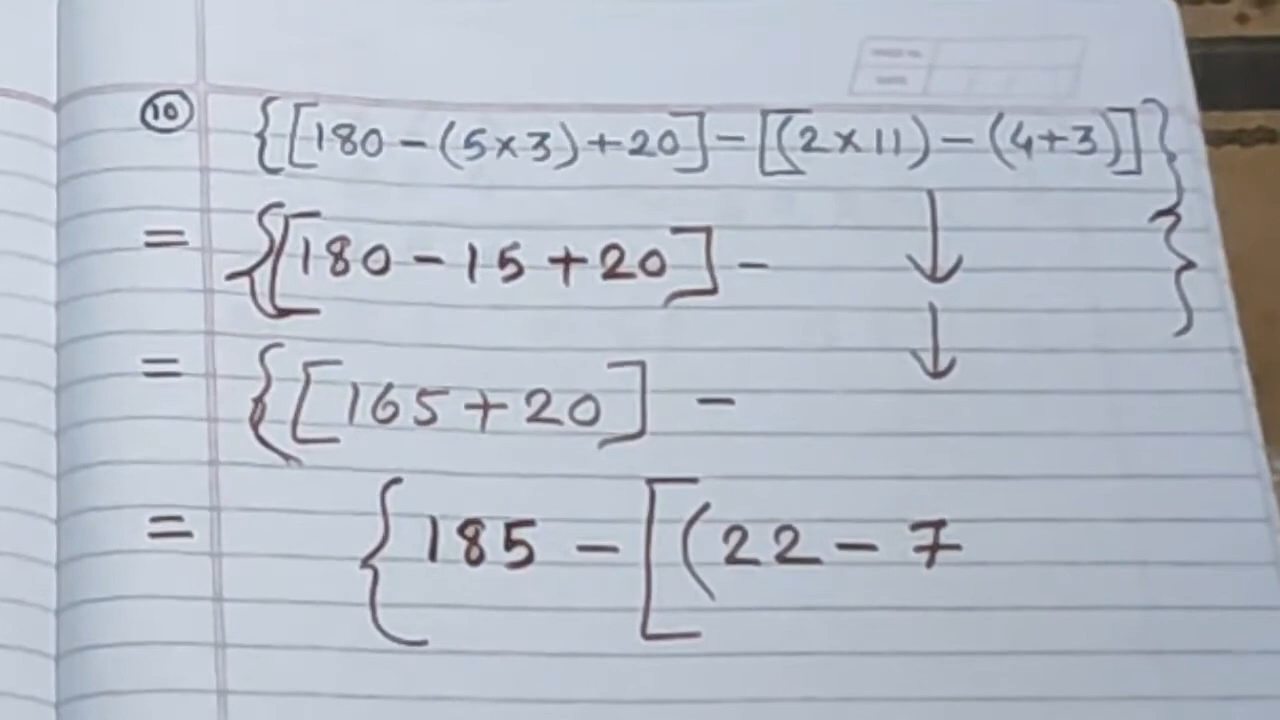 ⑩ {[180-(5×3)+20]-[(2×11)-(4+3)]}
= {[180-15+20]- ↓ }
= {[165+20] - ↓
= {185-[(22-7